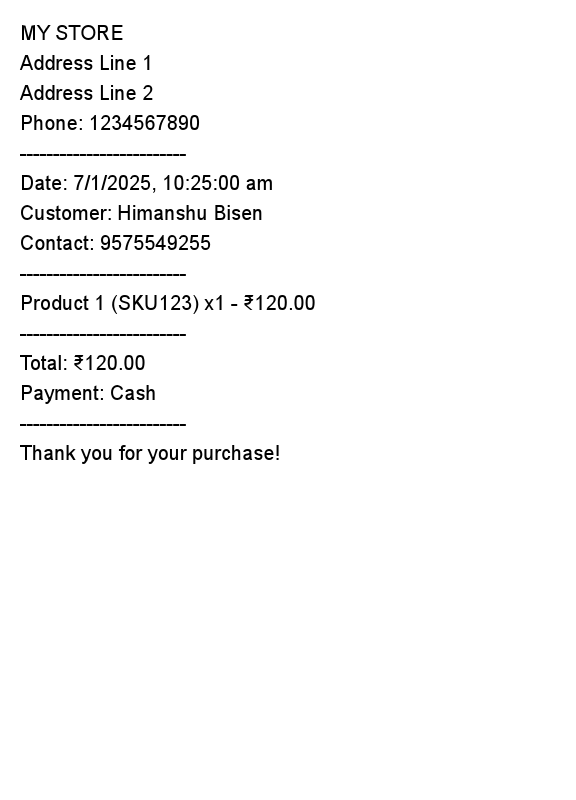 MY STORE
Address Line 1
Address Line 2
Phone: 1234567890
-------------------------
Date: 7/1/2025, 10:25:00 am
Customer: Himanshu Bisen
Contact: 9575549255
-------------------------
Product 1 (SKU123) x1 - ₹120.00
-------------------------
Total: ₹120.00
Payment: Cash
-------------------------
Thank you for your purchase!